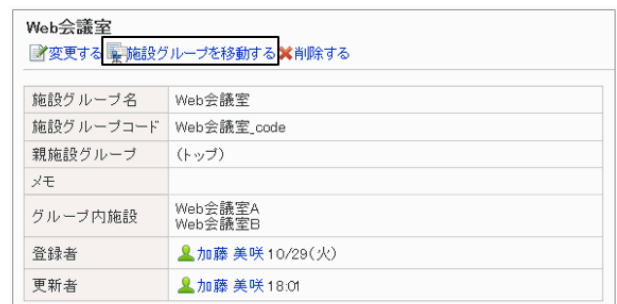 Web会議室
変更する 施設グループを移動する 削除する
施設グループ名 Web会議室
施設グループコード Web会議室_code
親施設グループ (トップ)
メモ
グループ内施設 Web会議室A
Web会議室B
登録者 加藤 美咲 10/29(火)
更新者 加藤 美咲 18:01